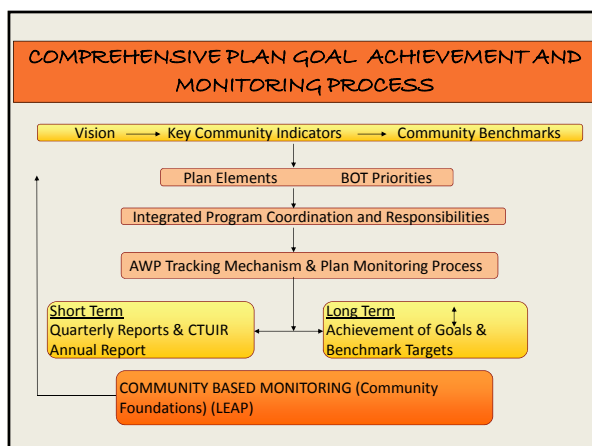 COMPREHENSIVE PLAN GOAL ACHIEVEMENT AND
MONITORING PROCESS
Vision Key Community Indicators Community Benchmarks
Plan Elements BOT Priorities
Integrated Program Coordination and Responsibilities
AWP Tracking Mechanism & Plan Monitoring Process
Short Term
Quarterly Reports & CTUIR
Annual Report
Long Term
Achievement of Goals &
Benchmark Targets
COMMUNITY BASED MONITORING (Community
Foundations) (LEAP)